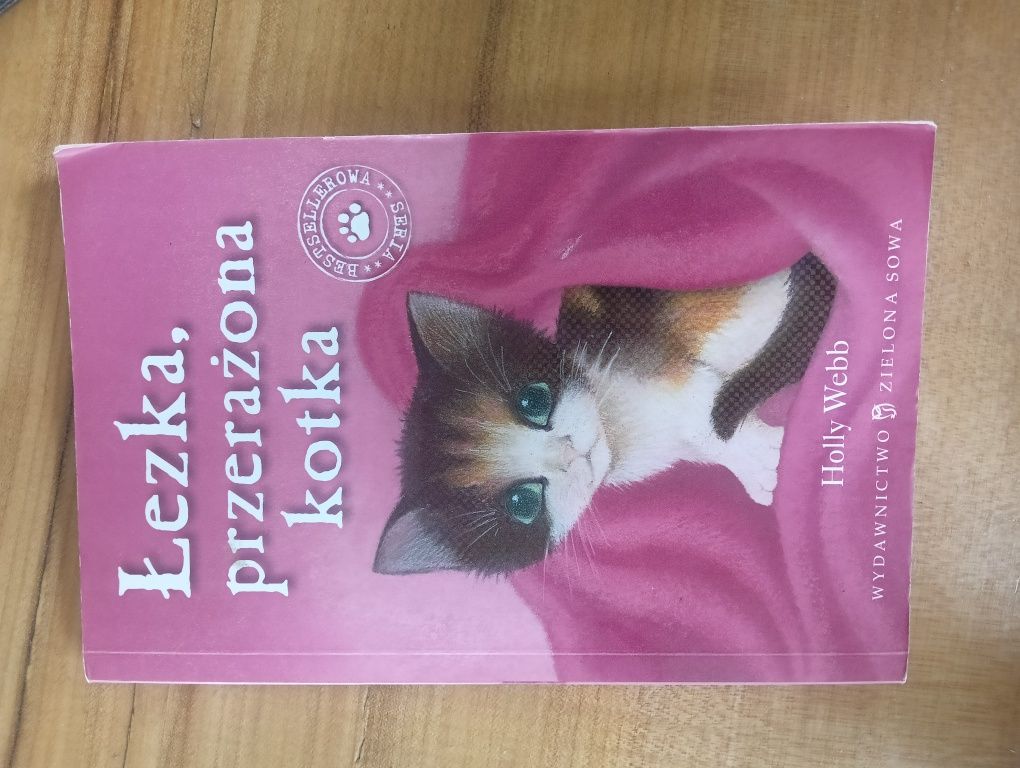 Łezka,
przerażona
kotka
BESTSELLEROWA ** SERIA **
Holly Webb
WYDAWNICTWO ZIELONA SOWA